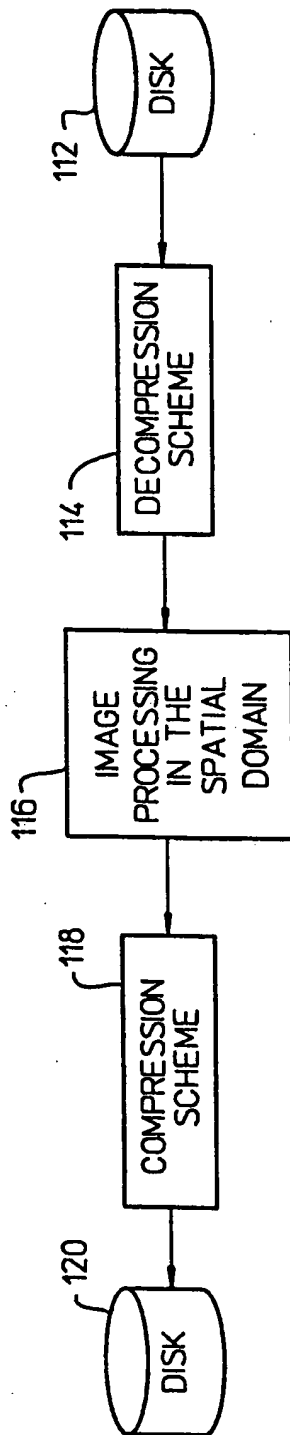 112
DISK
114
DECOMPRESSION
SCHEME
116
IMAGE
PROCESSING
IN THE
SPATIAL
DOMAIN
118
COMPRESSION
SCHEME
120
DISK